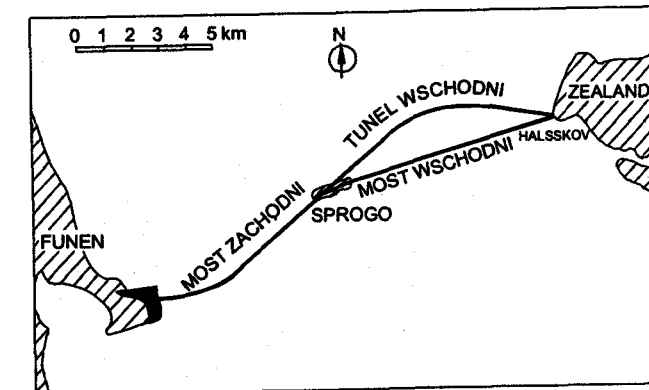 0 1 2 3 4 5 km
N
ZEALAND
TUNEL WSCHODNI
HALSSKOV
MOST WSCHODNI
SPROGO
MOST ZACHODNI
FUNEN